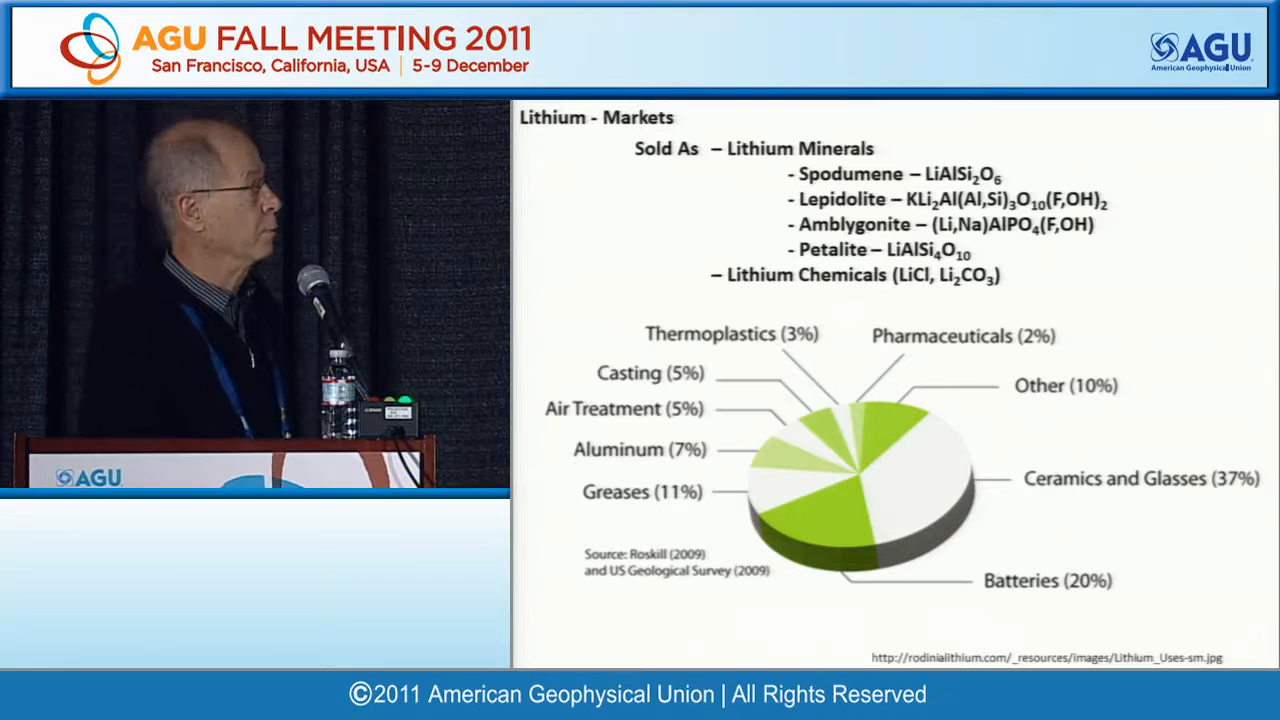 AGU FALL MEETING 2011
San Francisco, California, USA | 5-9 December
AGU
American Geophysical Union
Lithium - Markets
Sold As – Lithium Minerals
- Spodumene – LiAlSi₂O₆
- Lepidolite – KLi₂Al(Al,Si)₃O₁₀(F,OH)₂
- Amblygonite – (Li,Na)AlPO₄(F,OH)
- Petalite – LiAlSi₄O₁₀
– Lithium Chemicals (LiCl, Li₂CO₃)
Thermoplastics (3%)
Pharmaceuticals (2%)
Casting (5%)
Other (10%)
Air Treatment (5%)
Aluminum (7%)
Ceramics and Glasses (37%)
Greases (11%)
Source: Roskill (2009)
and US Geological Survey (2009)
Batteries (20%)
http://rodinialithium.com/_resources/images/Lithium_Uses-sm.jpg
AGU
©2011 American Geophysical Union | All Rights Reserved